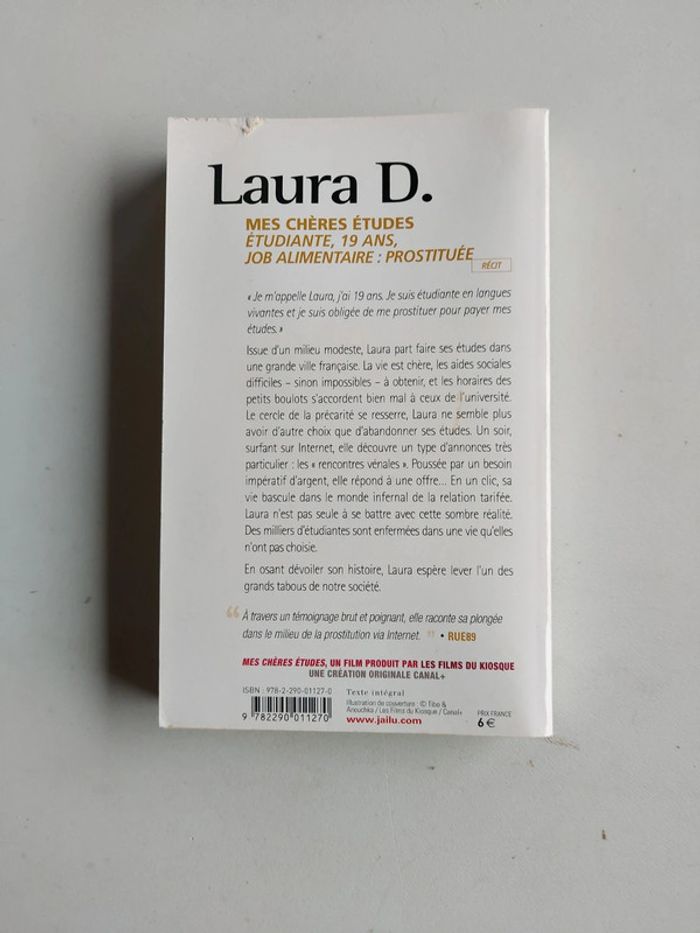 Laura D.
MES CHÈRES ÉTUDES
ÉTUDIANTE, 19 ANS,
JOB ALIMENTAIRE : PROSTITUÉE
RÉCIT
« Je m'appelle Laura, j'ai 19 ans. Je suis étudiante en langues
vivantes et je suis obligée de me prostituer pour payer mes
études. »
Issue d'un milieu modeste, Laura part faire ses études dans
une grande ville française. La vie est chère, les aides sociales
difficiles – sinon impossibles – à obtenir, et les horaires des
petits boulots s'accordent bien mal à ceux de l'université.
Le cercle de la précarité se resserre, Laura ne semble plus
avoir d'autre choix que d'abandonner ses études. Un soir,
surfant sur Internet, elle découvre un type d'annonces très
particulier : les « rencontres vénales ». Poussée par un besoin
impératif d'argent, elle répond à une offre... En un clic, sa
vie bascule dans le monde infernal de la relation tarifée.
Laura n'est pas seule à se battre avec cette sombre réalité.
Des milliers d'étudiantes sont enfermées dans une vie qu'elles
n'ont pas choisie.
En osant dévoiler son histoire, Laura espère lever l'un des
grands tabous de notre société.
“ À travers un témoignage brut et poignant, elle raconte sa plongée
dans le milieu de la prostitution via Internet. ” • RUE89
MES CHÈRES ÉTUDES, UN FILM PRODUIT PAR LES FILMS DU KIOSQUE
UNE CRÉATION ORIGINALE CANAL+
ISBN : 978-2-290-01127-0
9 782290 011270
Texte intégral
Illustration de couverture : © Fibo &
Anouchka / Les Films du Kiosque / Canal+
www.jailu.com
PRIX FRANCE
6 €